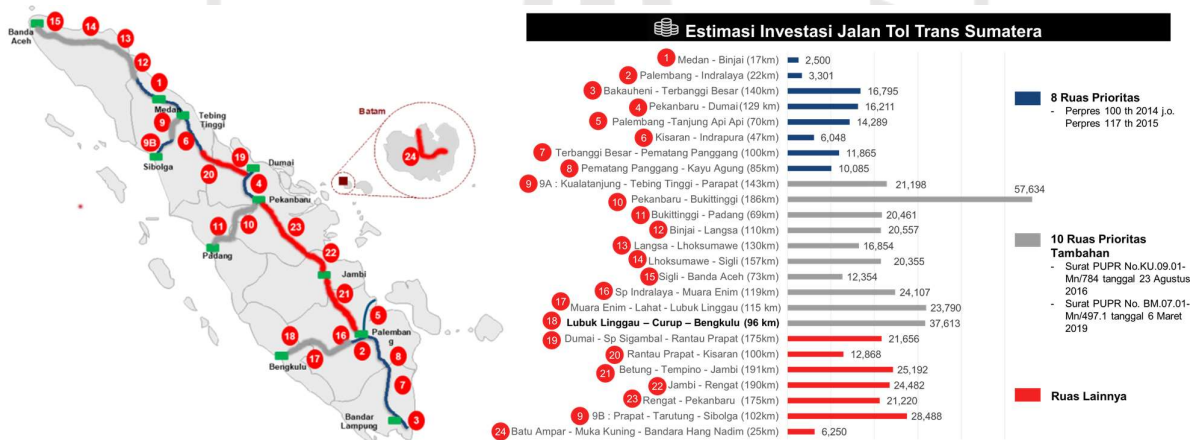 15
14
Banda
Aceh
13
12
1
Medan
Tebing
Tinggi
9
9B
6
Sibolga
20
19
Dumai
4
Pekanbaru
Batam
24
11
10
23
Padang
22
Jambi
21
5
Palemban
g
16
18
17
2
8
Bengkulu
7
Bandar
Lampung
3
Estimasi Investasi Jalan Tol Trans Sumatera
1 Medan - Binjai (17km) 2,500
2 Palembang - Indralaya (22km) 3,301
3 Bakauheni - Terbanggi Besar (140km) 16,795
4 Pekanbaru - Dumai (129 km) 16,211
5 Palembang -Tanjung Api Api (70km) 14,289
6 Kisaran - Indrapura (47km) 6,048
7 Terbanggi Besar - Pematang Panggang (100km) 11,865
8 Pematang Panggang - Kayu Agung (85km) 10,085
9 9A : Kualatanjung - Tebing Tinggi - Parapat (143km) 21,198
10 Pekanbaru - Bukittinggi (186km) 57,634
11 Bukittinggi - Padang (69km) 20,461
12 Binjai - Langsa (110km) 20,557
13 Langsa - Lhoksumawe (130km) 16,854
14 Lhoksumawe - Sigli (157km) 20,355
15 Sigli - Banda Aceh (73km) 12,354
16 Sp Indralaya - Muara Enim (119km) 24,107
17 Muara Enim - Lahat - Lubuk Linggau (115 km) 23,790
18 Lubuk Linggau – Curup – Bengkulu (96 km) 37,613
19 Dumai - Sp Sigambal - Rantau Prapat (175km) 21,656
20 Rantau Prapat - Kisaran (100km) 12,868
21 Betung - Tempino - Jambi (191km) 25,192
22 Jambi - Rengat (190km) 24,482
23 Rengat - Pekanbaru (175km) 21,220
9 9B : Prapat - Tarutung - Sibolga (102km) 28,488
24 Batu Ampar - Muka Kuning - Bandara Hang Nadim (25km) 6,250
8 Ruas Prioritas
- Perpres 100 th 2014 j.o.
Perpres 117 th 2015
10 Ruas Prioritas
Tambahan
- Surat PUPR No.KU.09.01-
Mn/784 tanggal 23 Agustus
2016
- Surat PUPR No. BM.07.01-
Mn/497.1 tanggal 6 Maret
2019
Ruas Lainnya